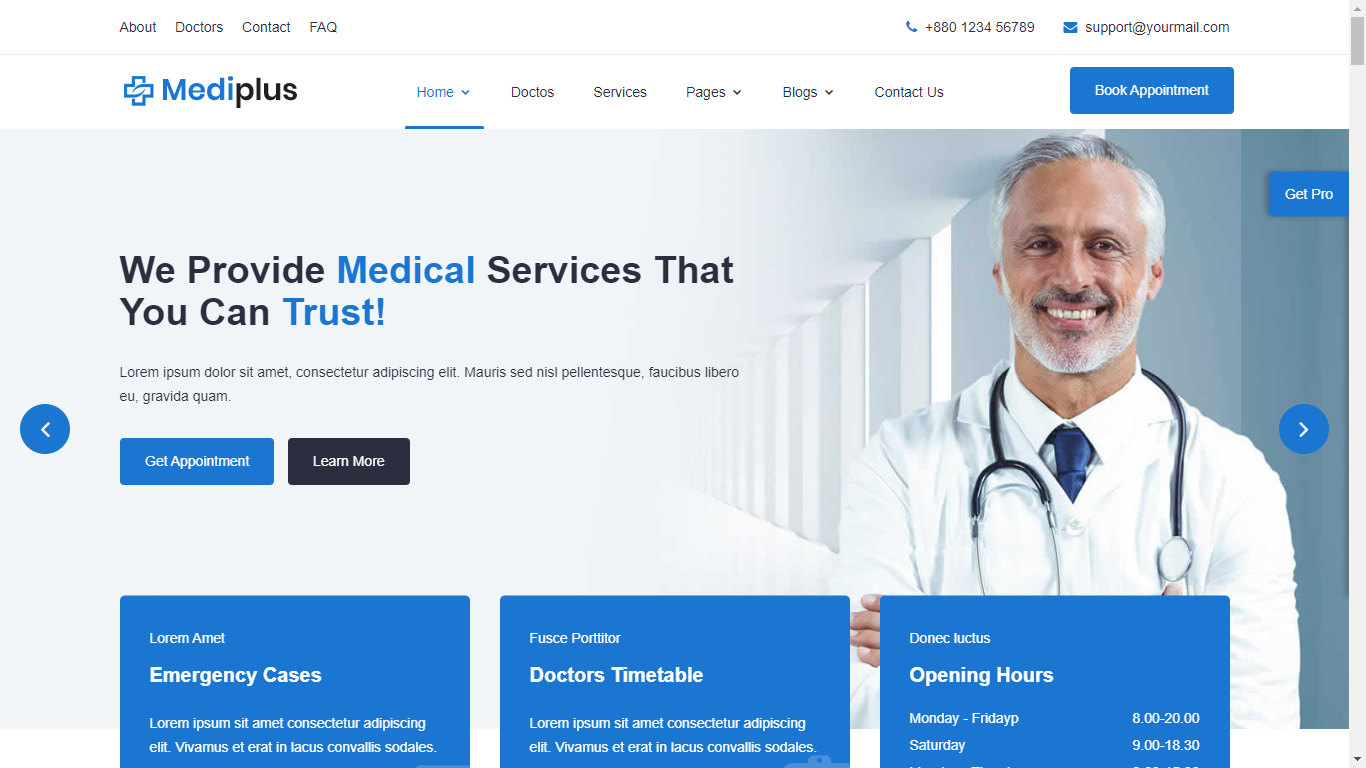 About Doctors Contact FAQ +880 1234 56789 support@yourmail.com
Mediplus Home Doctos Services Pages Blogs Contact Us Book Appointment
Get Pro
We Provide Medical Services That
You Can Trust!
Lorem ipsum dolor sit amet, consectetur adipiscing elit. Mauris sed nisl pellentesque, faucibus libero
eu, gravida quam.
Get Appointment Learn More
Lorem Amet
Emergency Cases
Lorem ipsum sit amet consectetur adipiscing
elit. Vivamus et erat in lacus convallis sodales.
Fusce Porttitor
Doctors Timetable
Lorem ipsum sit amet consectetur adipiscing
elit. Vivamus et erat in lacus convallis sodales.
Donec luctus
Opening Hours
Monday - Fridayp 8.00-20.00
Saturday 9.00-18.30